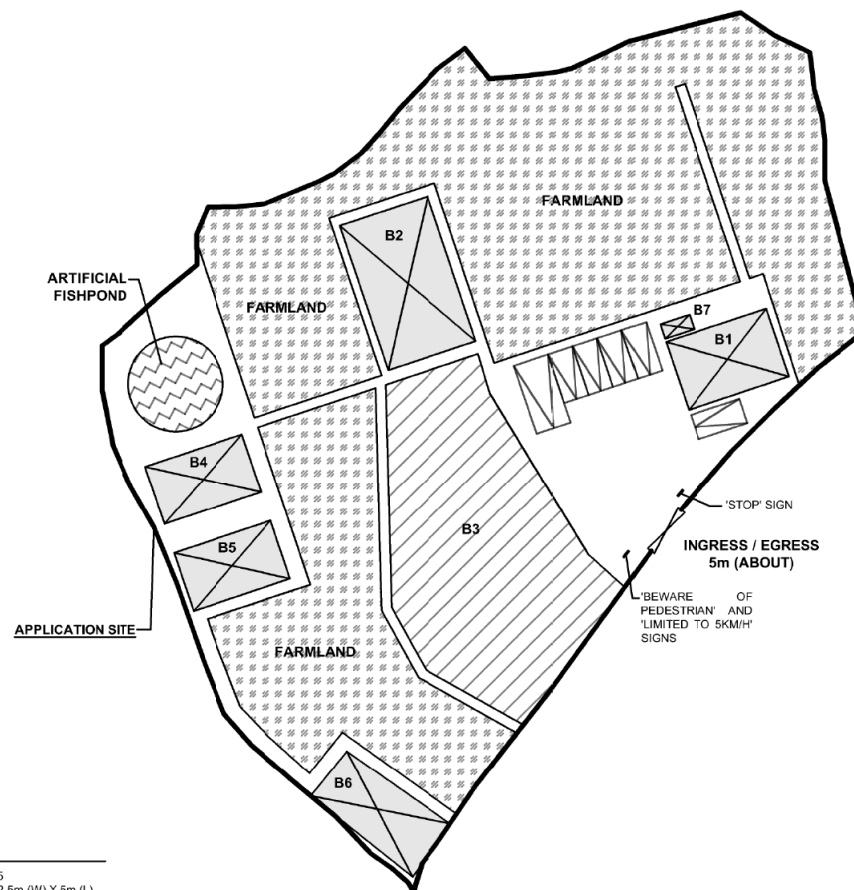 FARMLAND
B2
ARTIFICIAL
FISHPOND
FARMLAND
B7
B1
B4
'STOP' SIGN
B3
INGRESS / EGRESS
5m (ABOUT)
B5
'BEWARE OF
PEDESTRIAN' AND
'LIMITED TO 5KM/H'
SIGNS
APPLICATION SITE
FARMLAND
B6